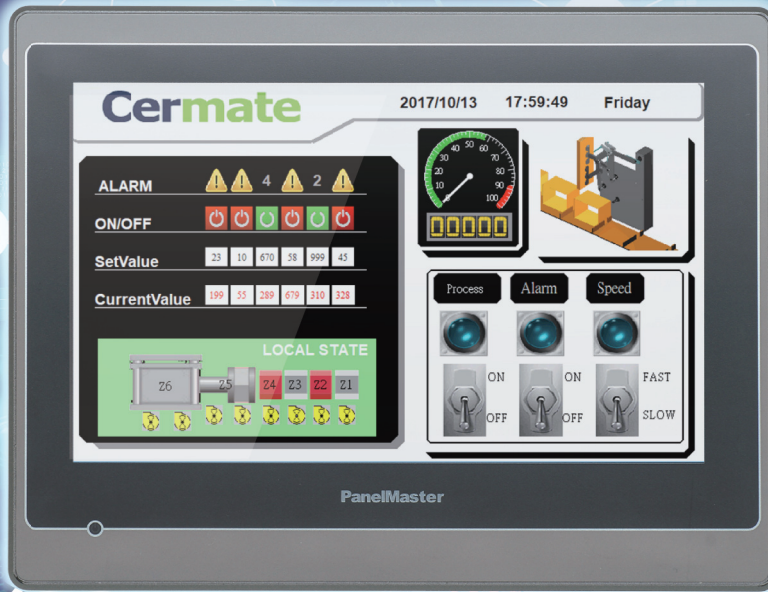 Cermate
2017/10/13 17:59:49 Friday
ALARM 4 2
ON/OFF
SetValue 23 10 670 58 999 45
CurrentValue 199 55 289 679 310 328
LOCAL STATE
Z6 Z5 Z4 Z3 Z2 Z1
10 20 30 40 50 60 70 80 90 100
00000
Process Alarm Speed
ON ON FAST
OFF OFF SLOW
PanelMaster